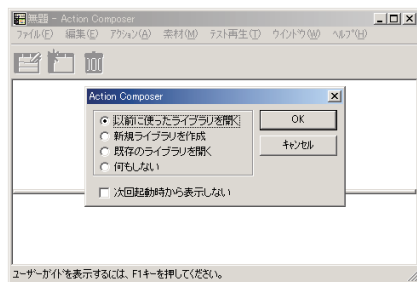 無題 - Action Composer
ファイル(F) 編集(E) アクション(A) 素材(M) テスト再生(T) ウインドウ(W) ヘルプ(H)
Action Composer
以前に使ったライブラリを開く
新規ライブラリを作成
既存のライブラリを開く
何もしない
次回起動時から表示しない
OK
キャンセル
ユーザーガイドを表示するには、F1キーを押してください。